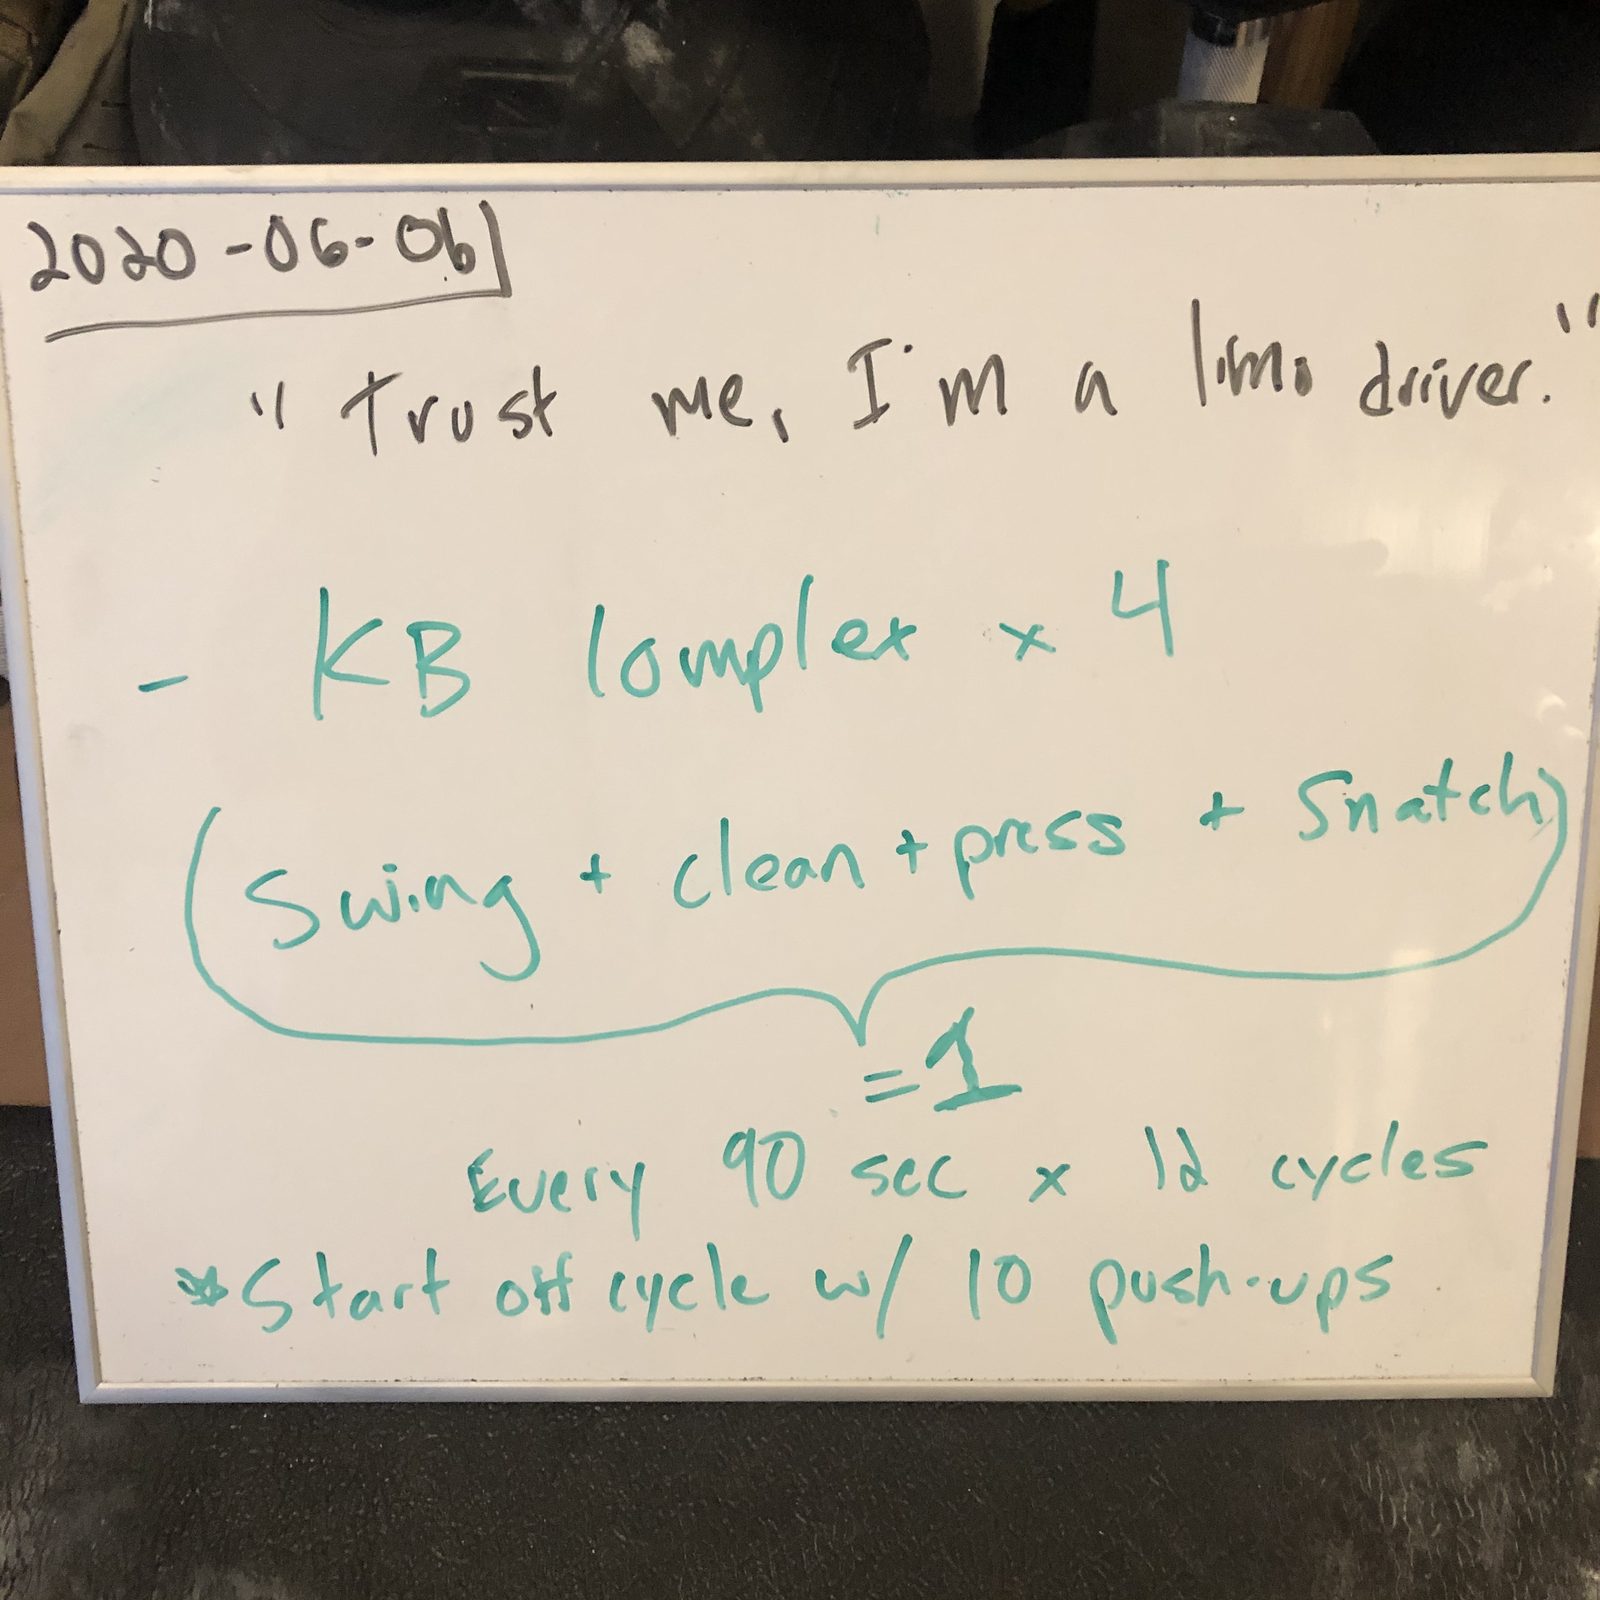 2020-06-06
"Trust me, I'm a limo driver."
- KB Complex x 4
(Swing + clean + press + Snatch)
= 1
Every 90 sec x 12 cycles
*Start off cycle w/ 10 push-ups